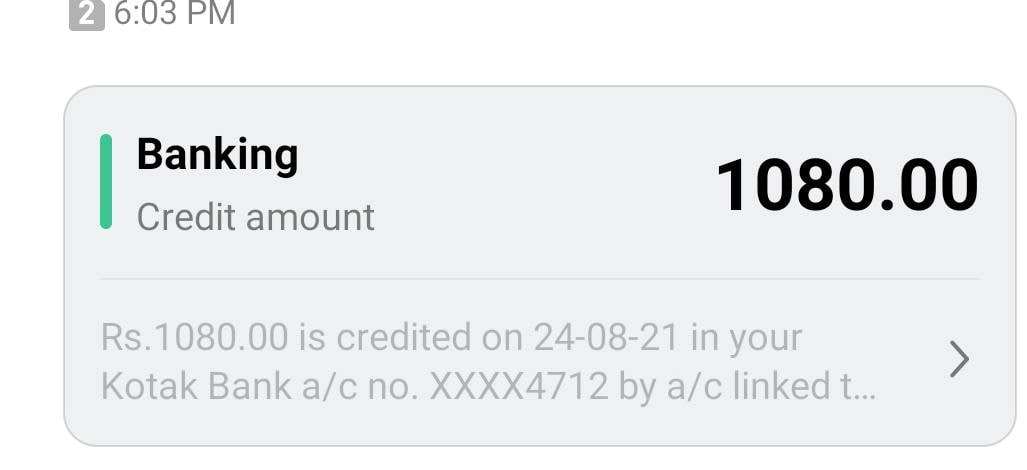 2 6:03 PM
Banking
1080.00
Credit amount
Rs.1080.00 is credited on 24-08-21 in your
Kotak Bank a/c no. XXXX4712 by a/c linked t...